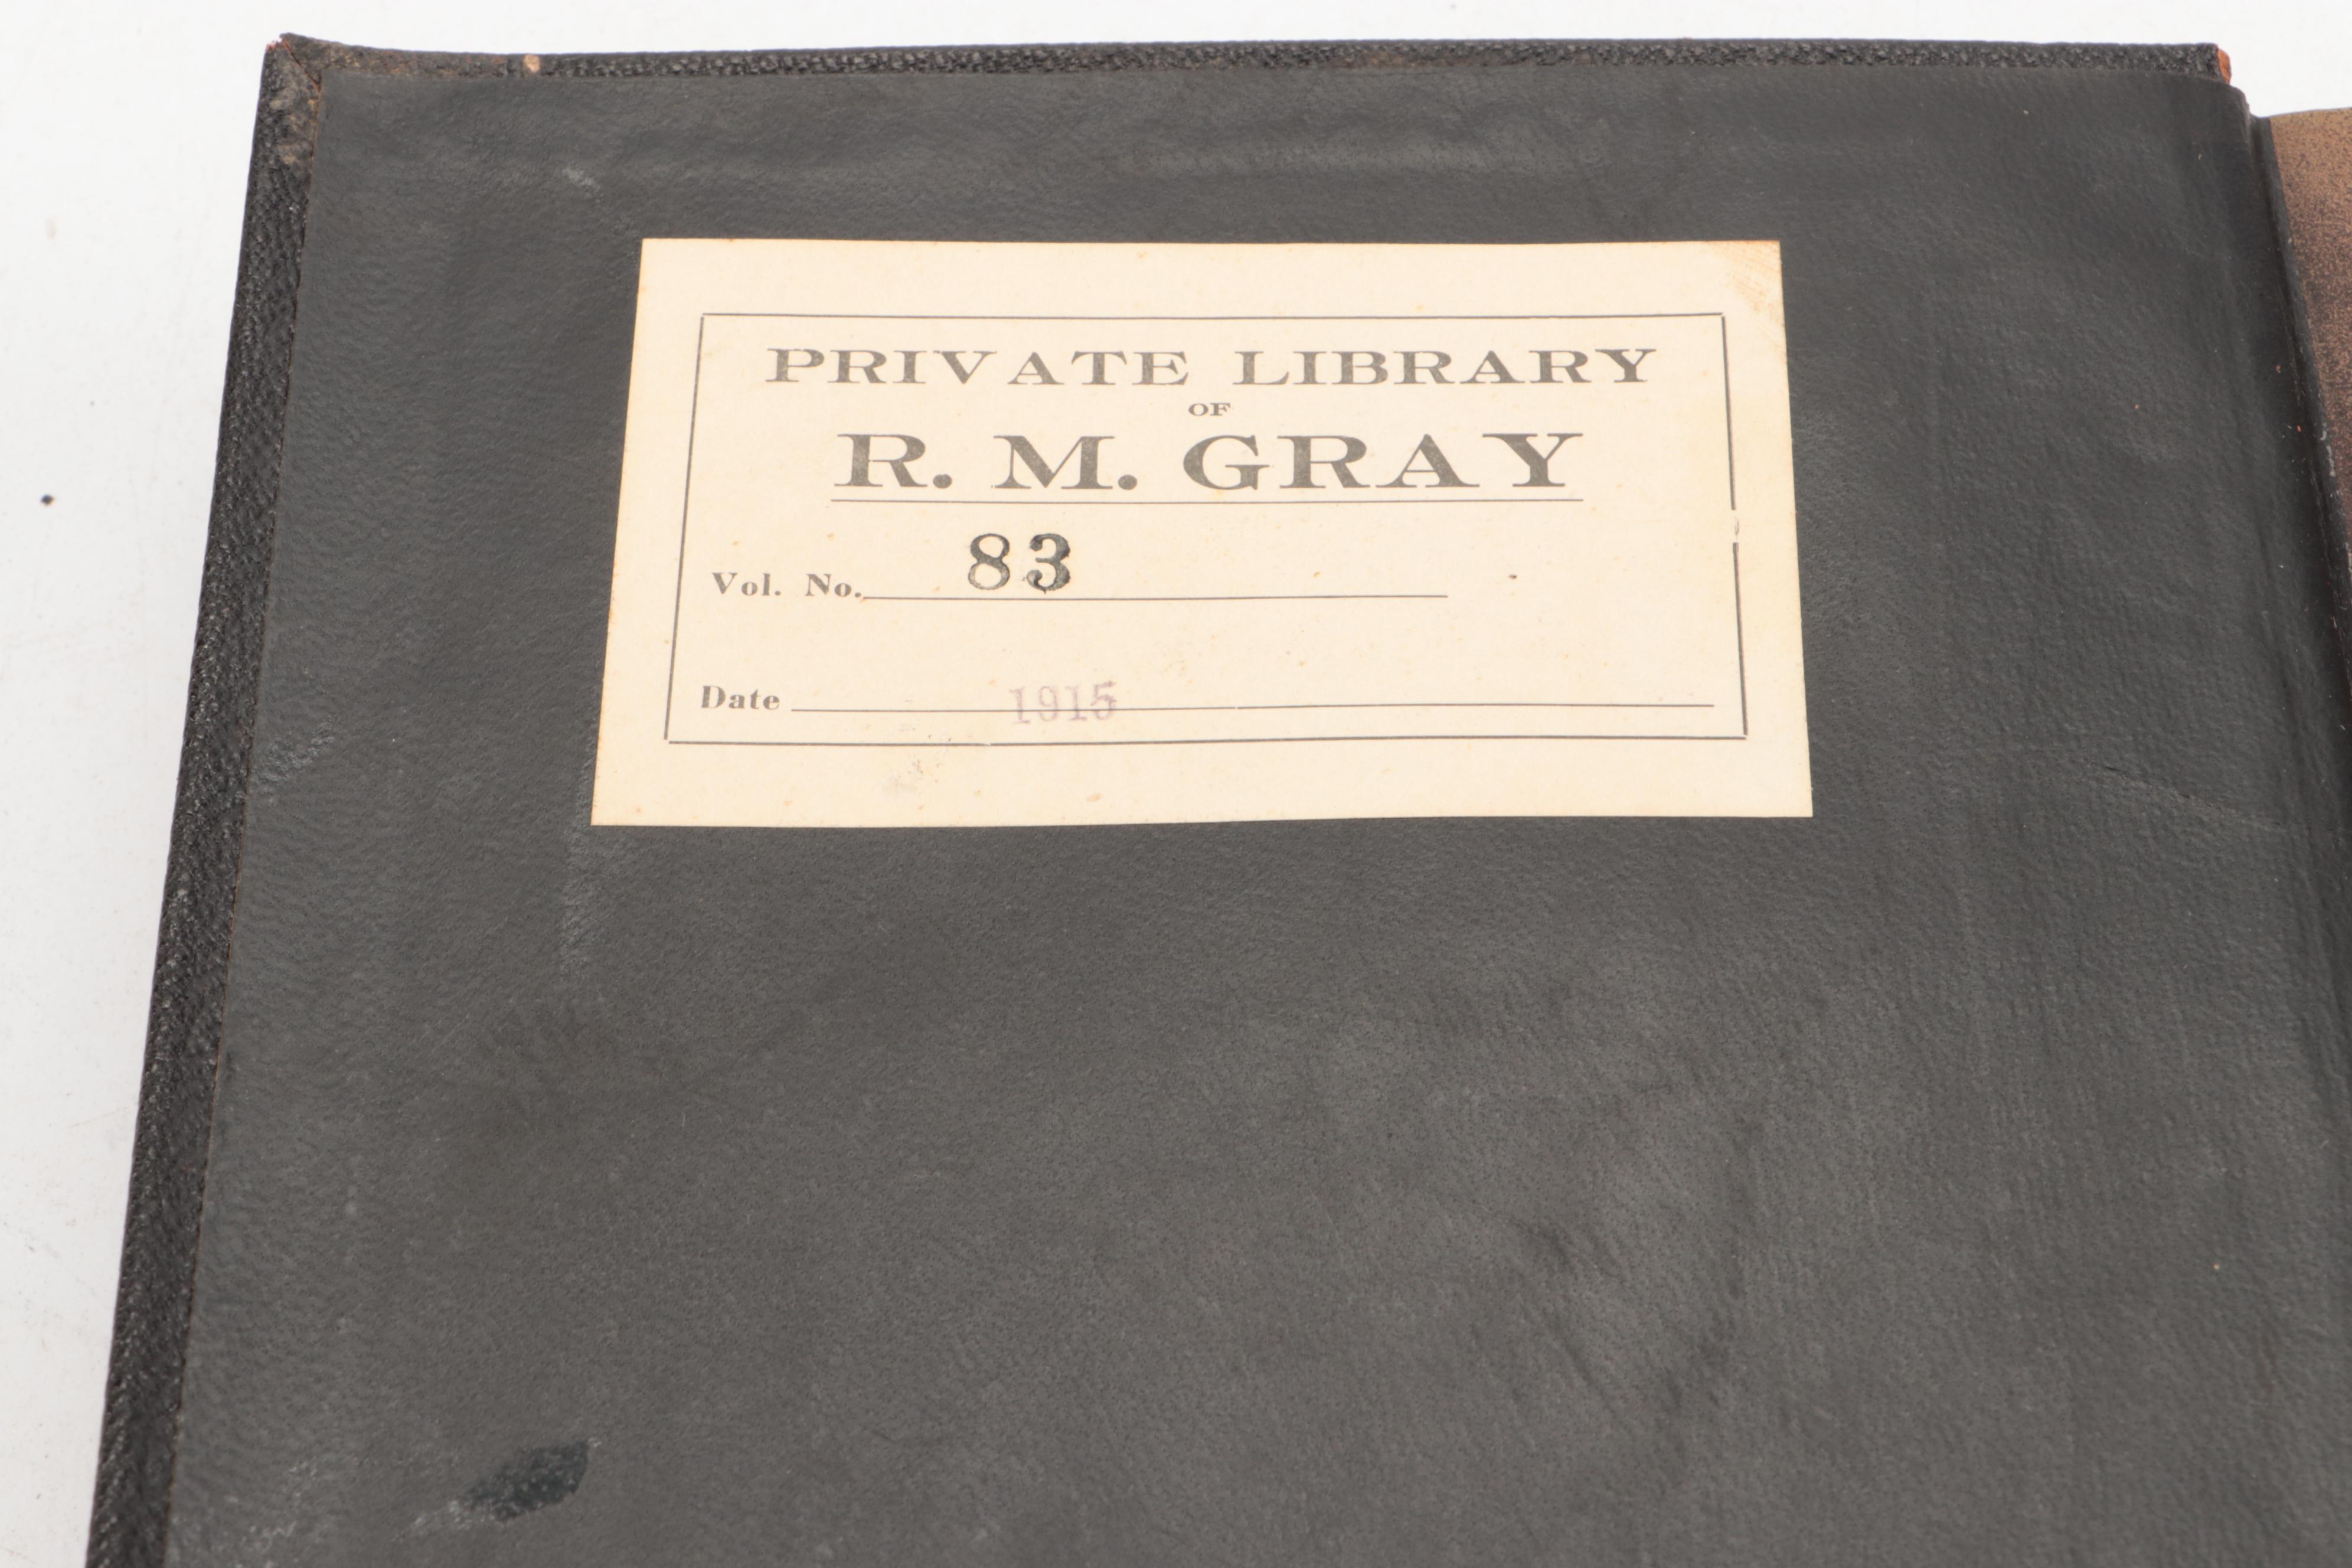 PRIVATE LIBRARY
OF
R. M. GRAY
Vol. No. 83
Date 1915